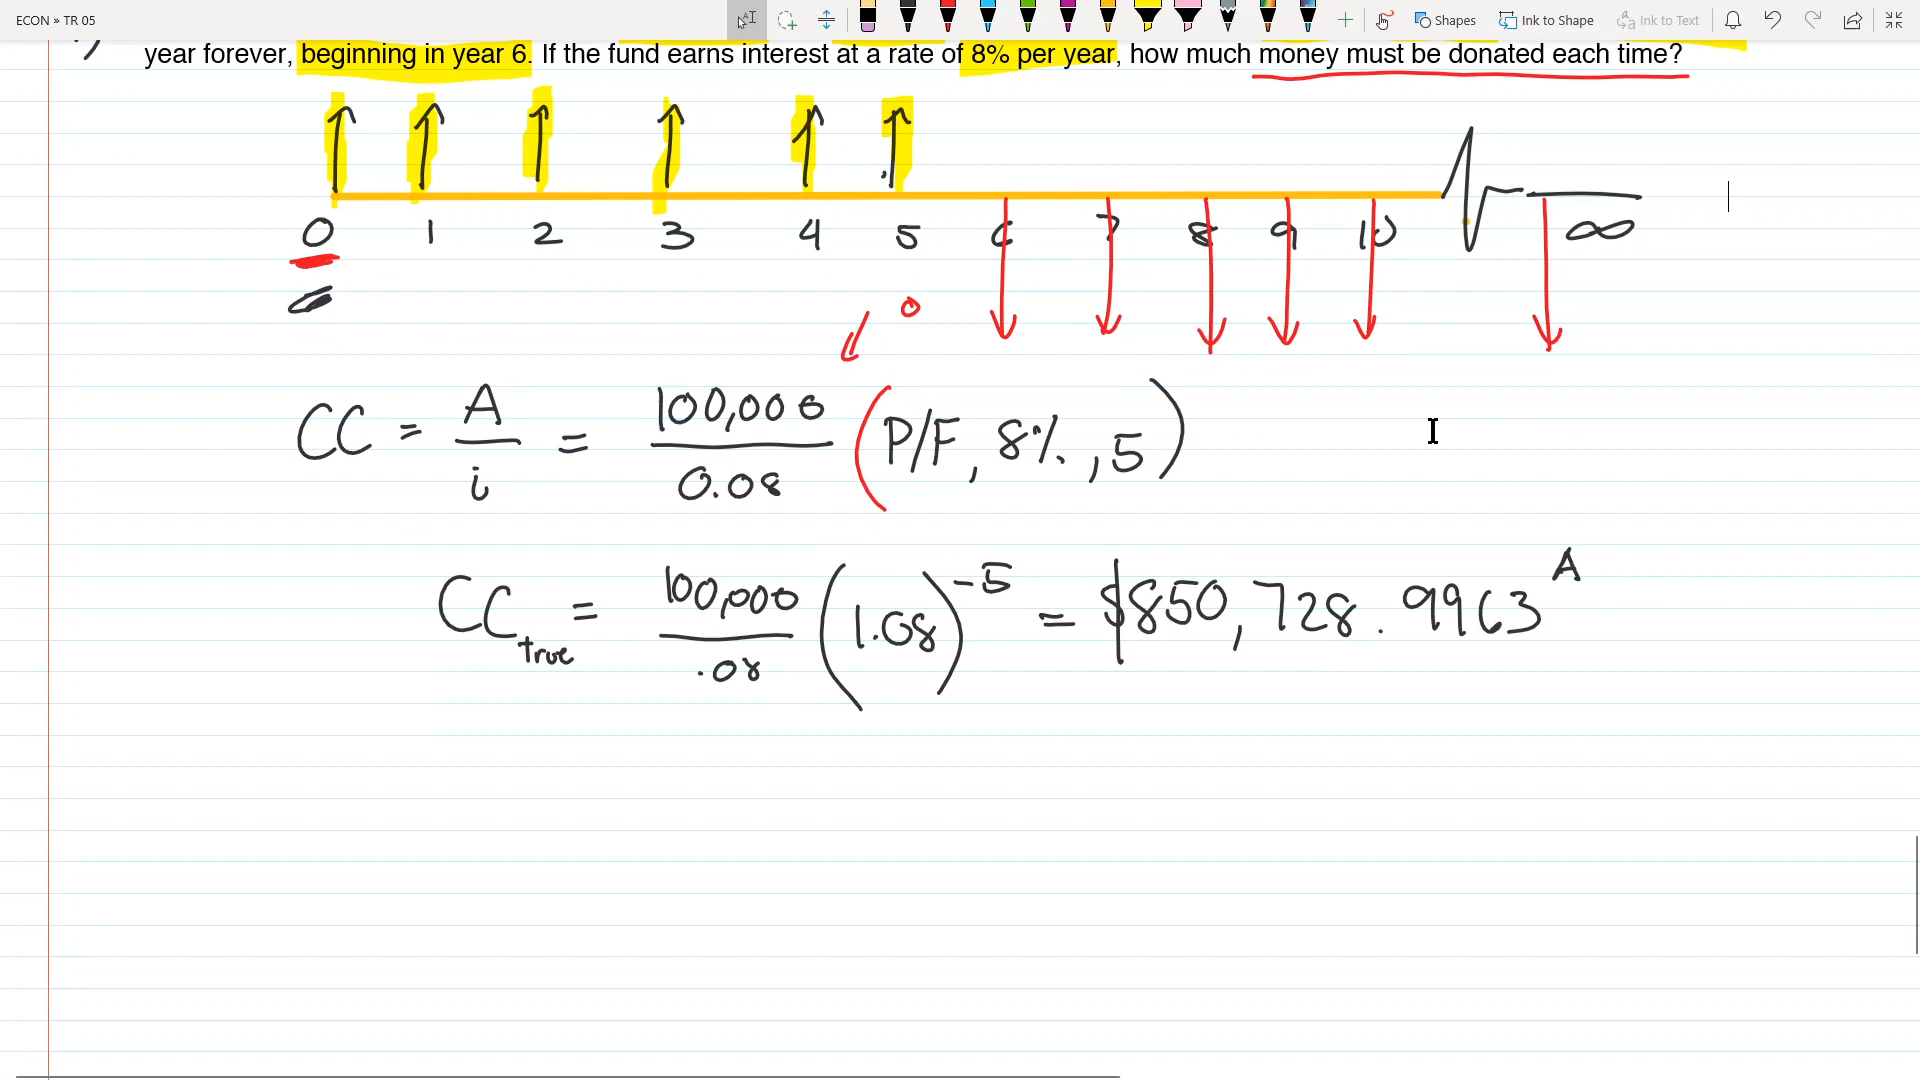 ECON » TR 05
Shapes Ink to Shape Ink to Text
year forever, beginning in year 6. If the fund earns interest at a rate of 8% per year, how much money must be donated each time?
0 1 2 3 4 5 6 7 8 9 10 ∞
CC = A/i = 100,000/0.08 (P/F, 8%, 5)
CC true = 100,000/.08 (1.08)^-5 = $850,728.9963 A